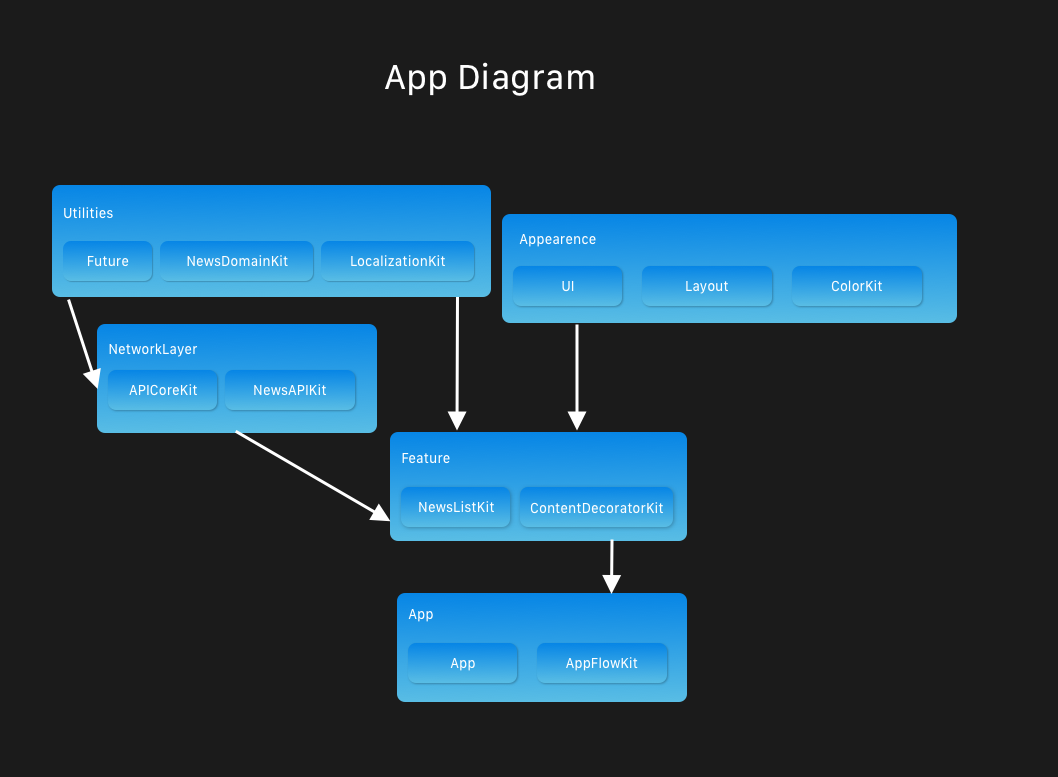 App Diagram
Utilities
Future
NewsDomainKit
LocalizationKit
Appearence
UI
Layout
ColorKit
NetworkLayer
APICoreKit
NewsAPIKit
Feature
NewsListKit
ContentDecoratorKit
App
App
AppFlowKit